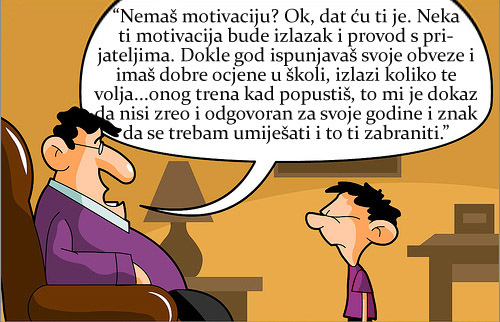 “Nemaš motivaciju? Ok, dat ću ti je. Neka
ti motivacija bude izlazak i provod s pri-
jateljima. Dokle god ispunjavaš svoje obveze i
imaš dobre ocjene u školi, izlazi koliko te
volja...onog trena kad popustiš, to mi je dokaz
da nisi zreo i odgovoran za svoje godine i znak
da se trebam umiješati i to ti zabraniti.”